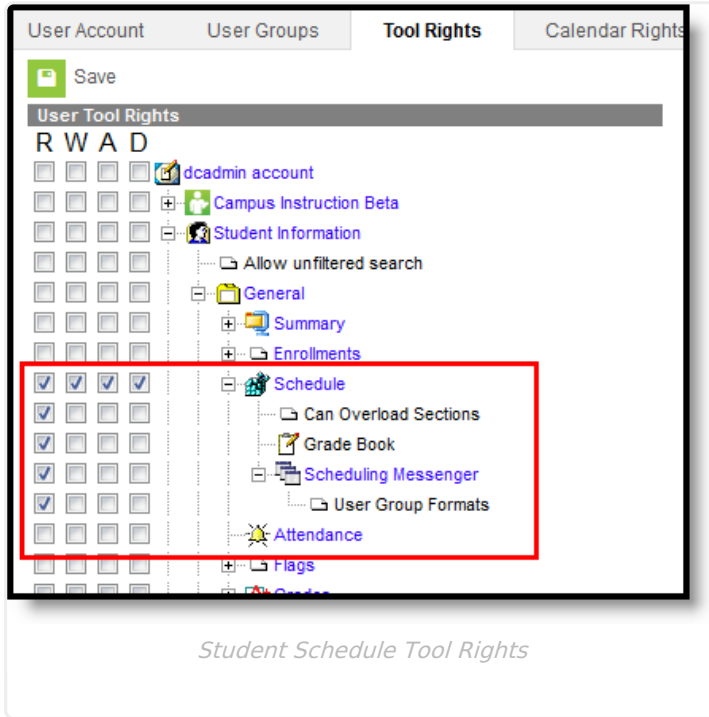 User Account User Groups Tool Rights Calendar Rights
Save
User Tool Rights
R W A D
dcadmin account
Campus Instruction Beta
Student Information
Allow unfiltered search
General
Summary
Enrollments
Schedule
Can Overload Sections
Grade Book
Scheduling Messenger
User Group Formats
Attendance
Flags
Grades
Student Schedule Tool Rights